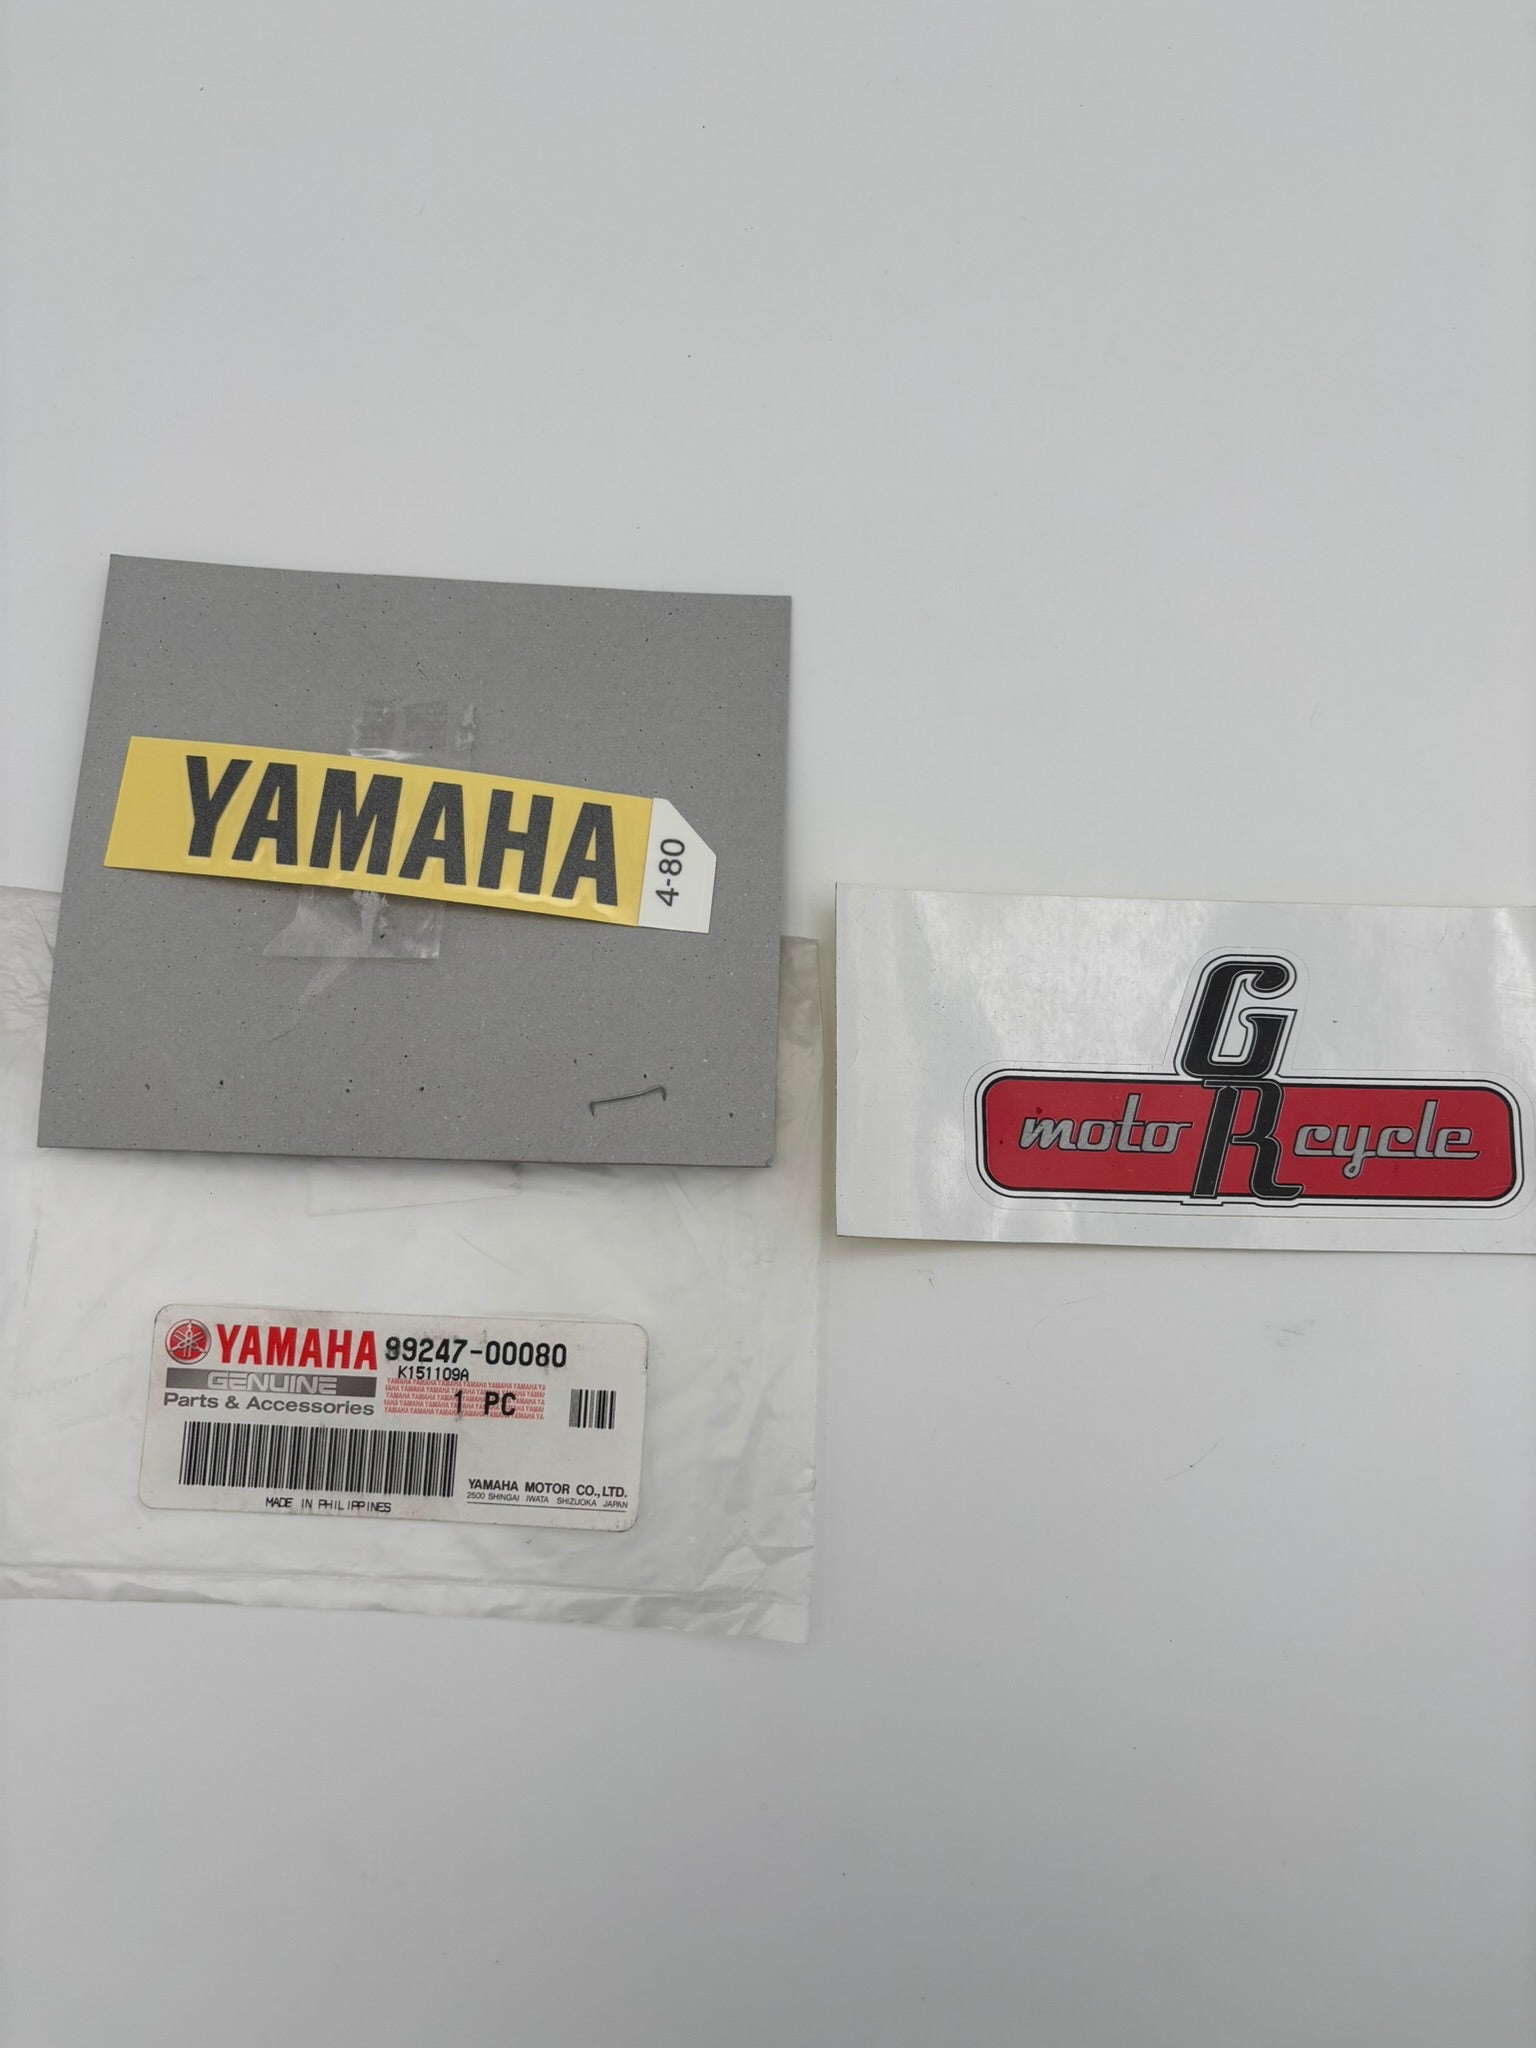 YAMAHA
4-80
G
moto R cycle
YAMAHA 99247-00080
K151109A
GENUINE
Parts & Accessories
1 PC
YAMAHA MOTOR CO., LTD.
2500 SHINGAI IWATA SHIZUOKA JAPAN
MADE IN PHILIPPINES